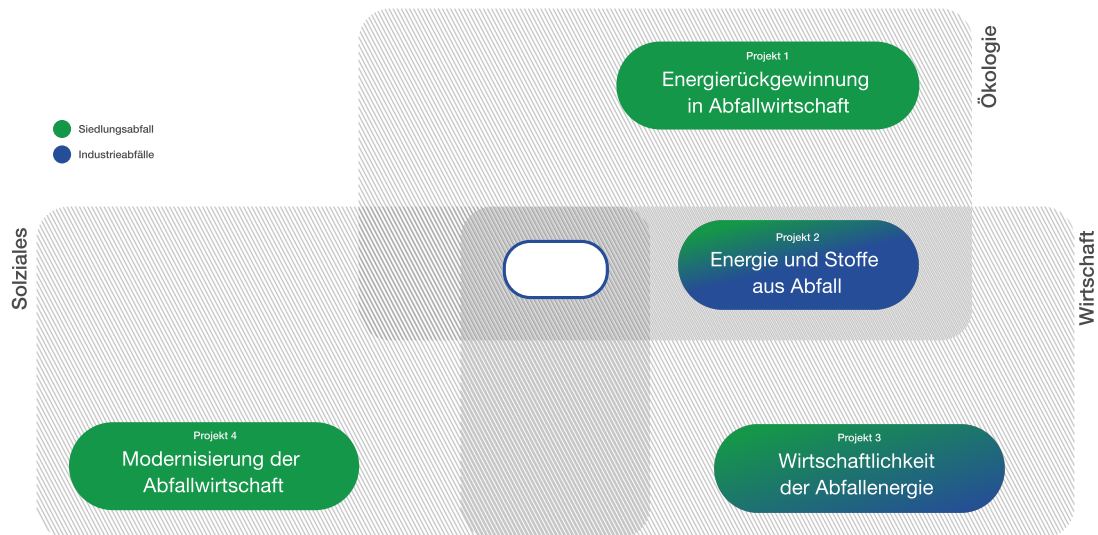 Projekt 1
Energierückgewinnung
in Abfallwirtschaft
Ökologie
Siedlungsabfall
Industrieabfälle
Solziales
Projekt 2
Energie und Stoffe
aus Abfall
Wirtschaft
Projekt 4
Modernisierung der
Abfallwirtschaft
Projekt 3
Wirtschaftlichkeit
der Abfallenergie